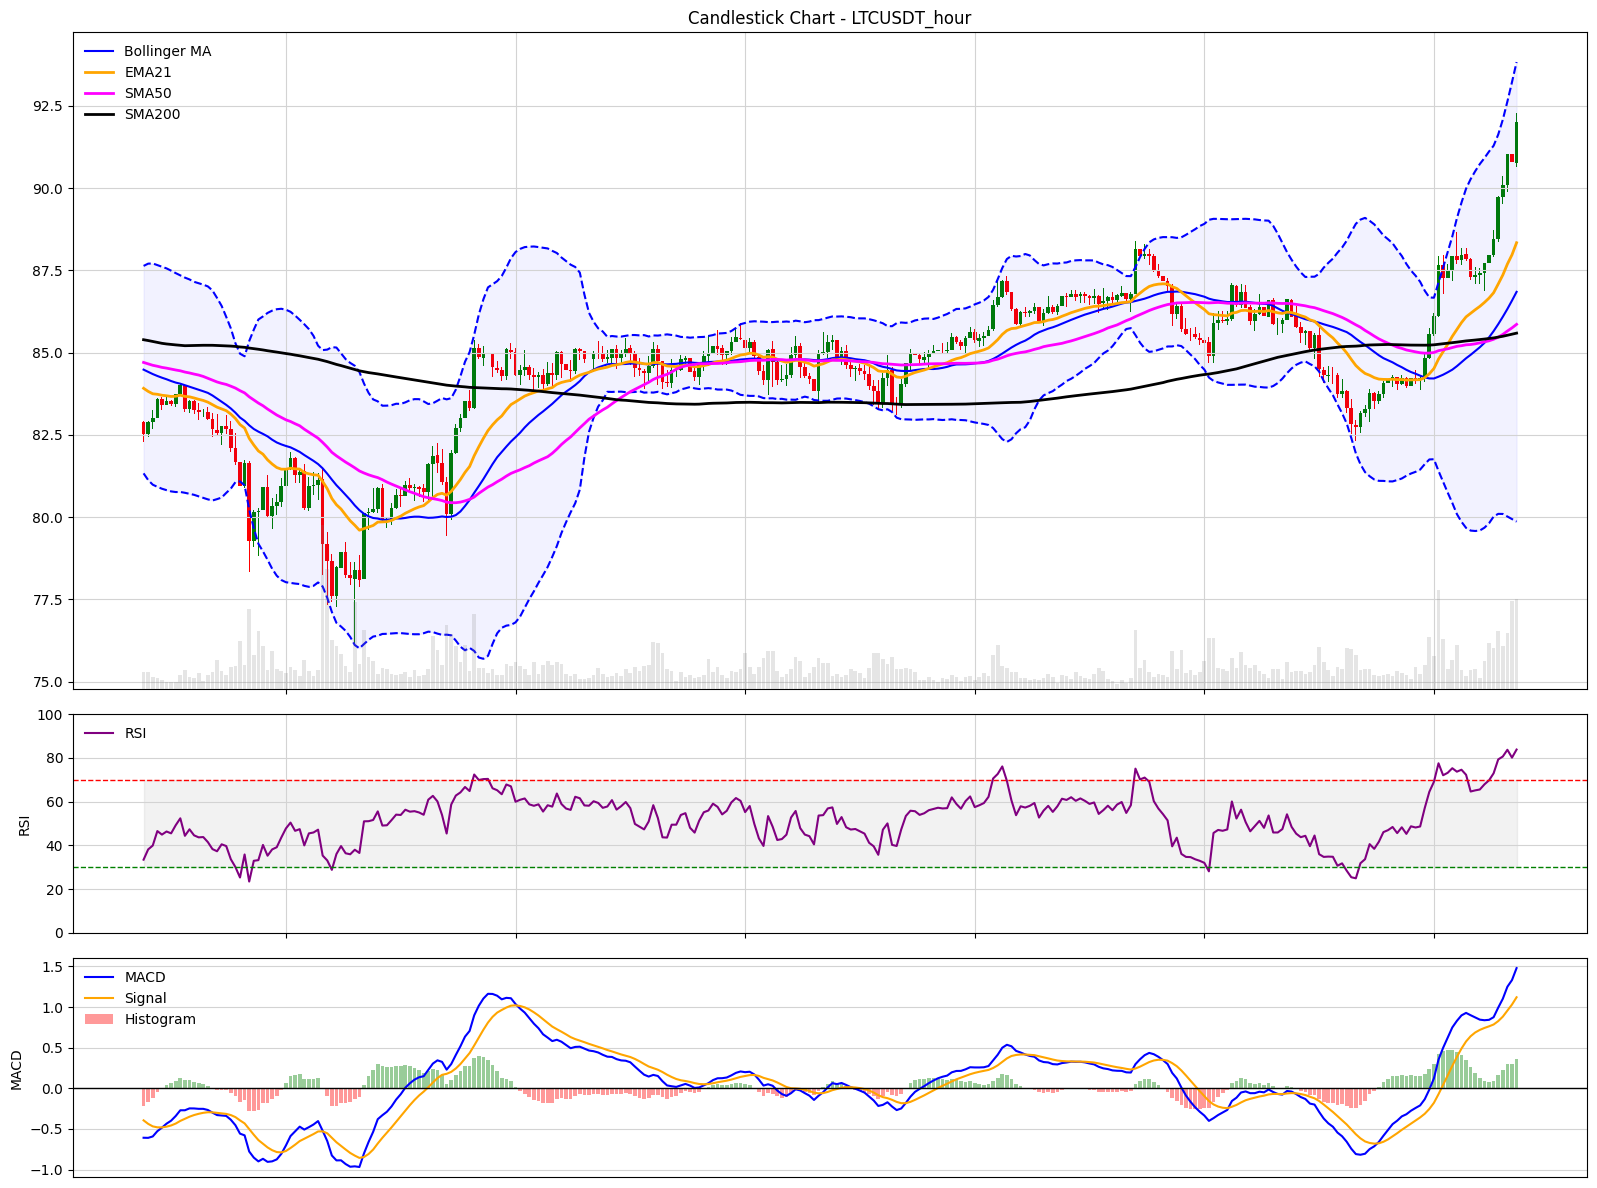 Candlestick Chart - LTCUSDT_hour
Bollinger MA
EMA21
SMA50
SMA200
92.5
90.0
87.5
85.0
82.5
80.0
77.5
75.0
RSI
100
80
60
40
20
0
RSI
MACD
Signal
Histogram
1.5
1.0
0.5
0.0
−0.5
−1.0
MACD